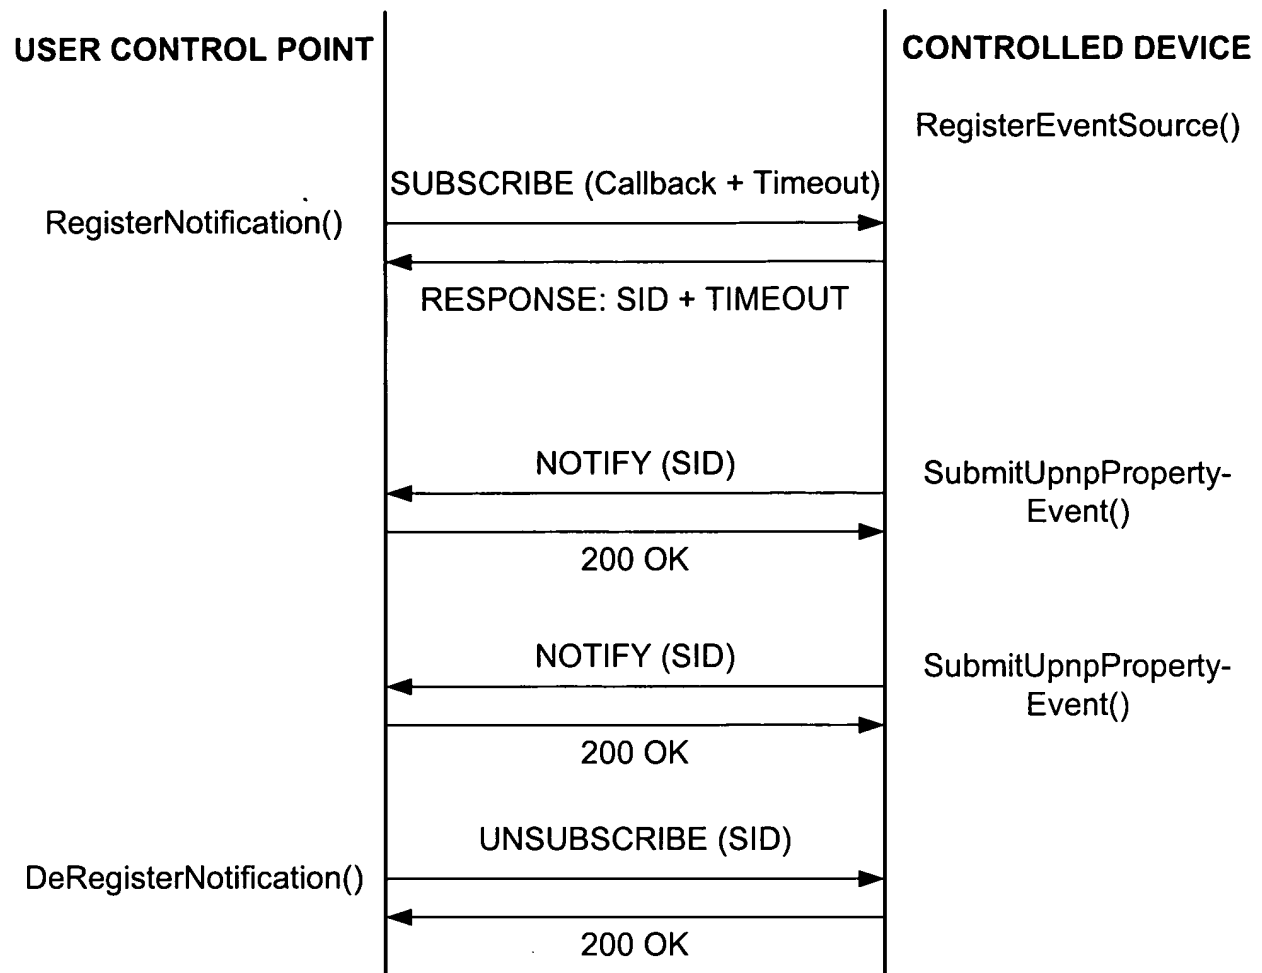 USER CONTROL POINT
CONTROLLED DEVICE
RegisterEventSource()
SUBSCRIBE (Callback + Timeout)
RegisterNotification()
RESPONSE: SID + TIMEOUT
NOTIFY (SID)
SubmitUpnpProperty-
Event()
200 OK
NOTIFY (SID)
SubmitUpnpProperty-
Event()
200 OK
UNSUBSCRIBE (SID)
DeRegisterNotification()
200 OK